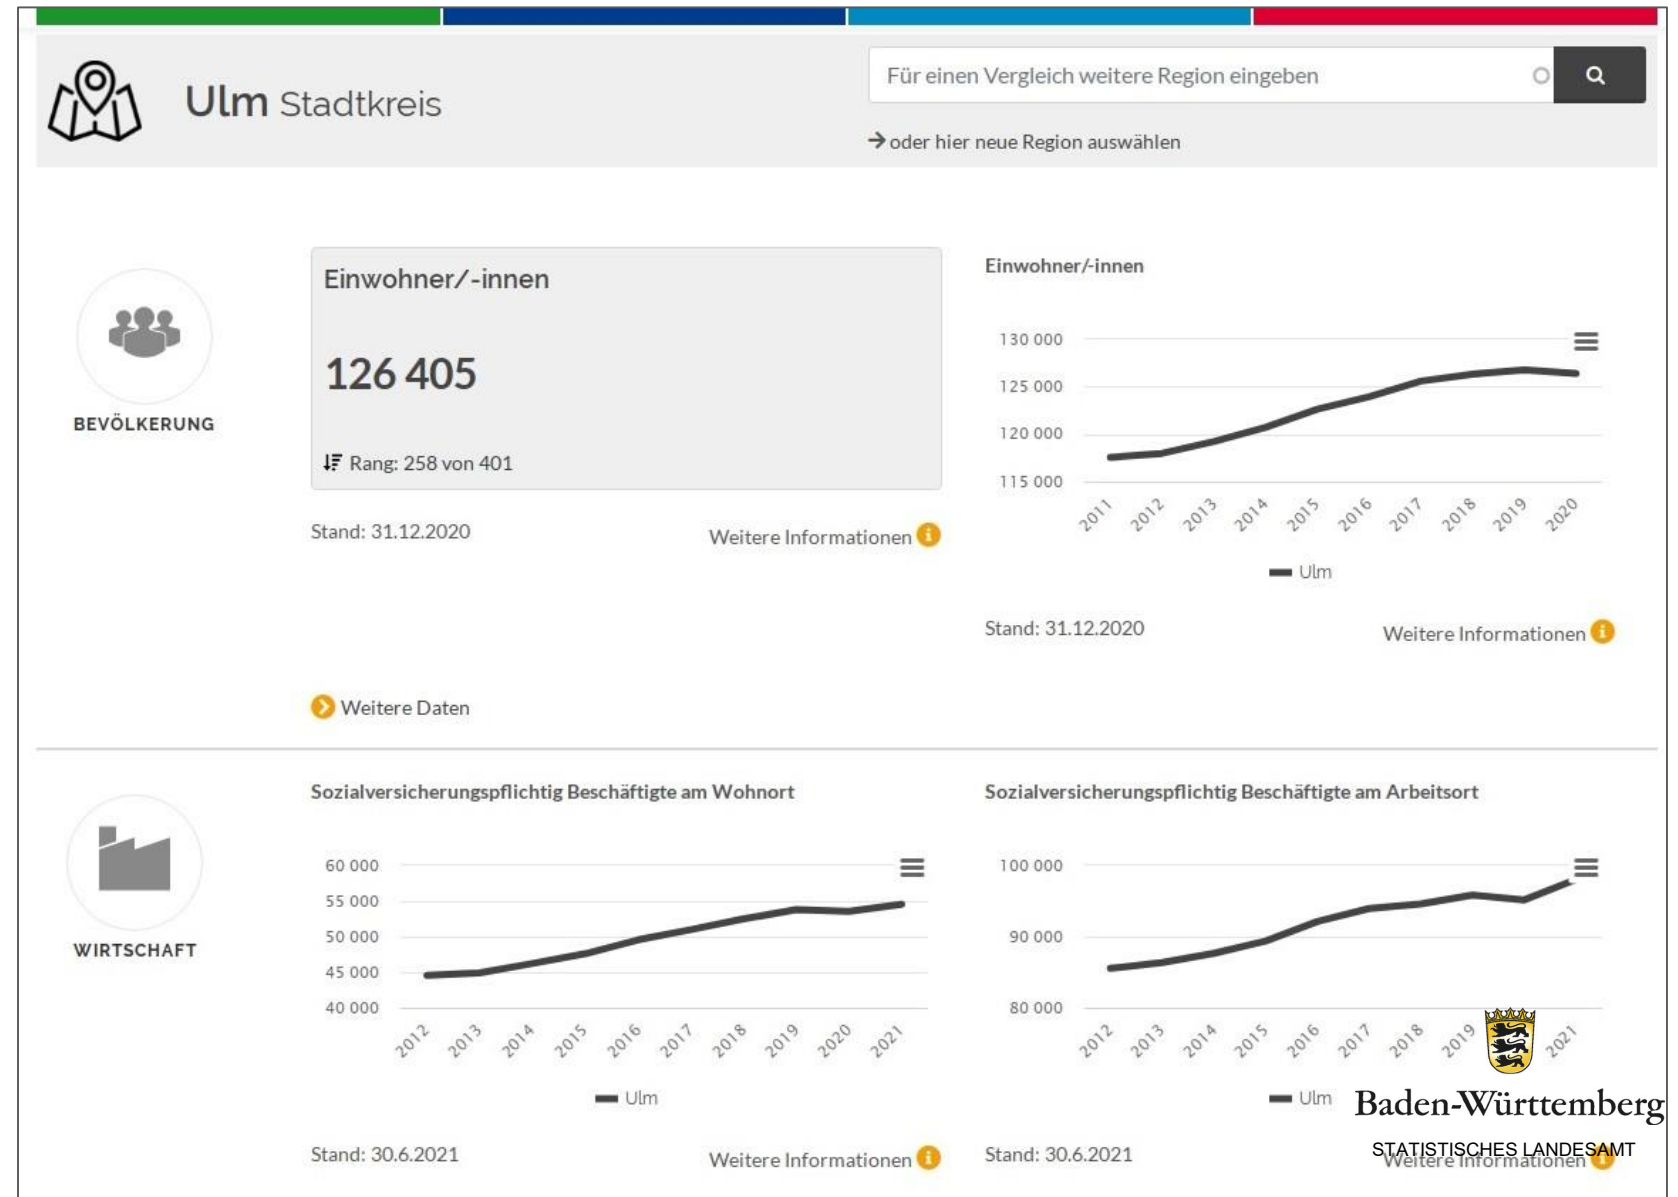 Ulm Stadtkreis
Für einen Vergleich weitere Region eingeben
oder hier neue Region auswählen
BEVÖLKERUNG
Einwohner/-innen
126 405
Rang: 258 von 401
Stand: 31.12.2020
Weitere Informationen
Einwohner/-innen
130 000
125 000
120 000
115 000
2011 2012 2013 2014 2015 2016 2017 2018 2019 2020
Ulm
Stand: 31.12.2020
Weitere Informationen
Weitere Daten
WIRTSCHAFT
Sozialversicherungspflichtig Beschäftigte am Wohnort
60 000
55 000
50 000
45 000
40 000
2012 2013 2014 2015 2016 2017 2018 2019 2020 2021
Ulm
Stand: 30.6.2021
Weitere Informationen
Sozialversicherungspflichtig Beschäftigte am Arbeitsort
100 000
90 000
80 000
2012 2013 2014 2015 2016 2017 2018 2019 2021
Ulm
Stand: 30.6.2021
Weitere Informationen
Baden-Württemberg
STATISTISCHES LANDESAMT